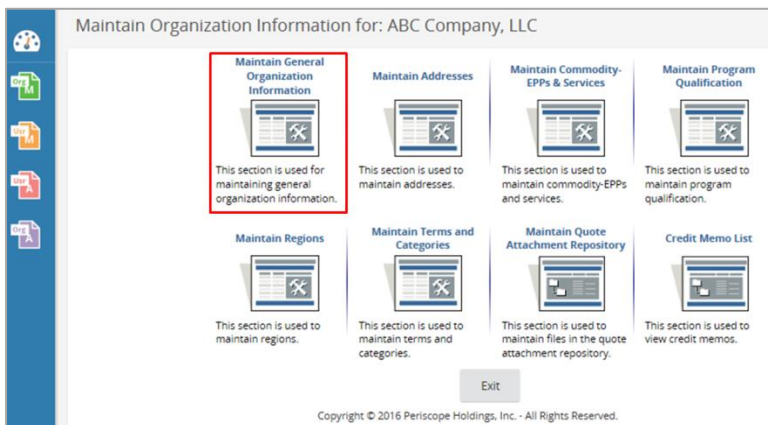 Maintain Organization Information for: ABC Company, LLC
Org
M
Usr
M
Usr
A
Org
A
Maintain General
Organization
Information
This section is used for
maintaining general
organization information.
Maintain Addresses
This section is used to
maintain addresses.
Maintain Commodity-
EPPs & Services
This section is used to
maintain commodity-EPPs
and services.
Maintain Program
Qualification
This section is used to
maintain program
qualification.
Maintain Regions
This section is used to
maintain regions.
Maintain Terms and
Categories
This section is used to
maintain terms and
categories.
Maintain Quote
Attachment Repository
This section is used to
maintain files in the quote
attachment repository.
Credit Memo List
This section is used to
view credit memos.
Exit
Copyright © 2016 Periscope Holdings, Inc. - All Rights Reserved.